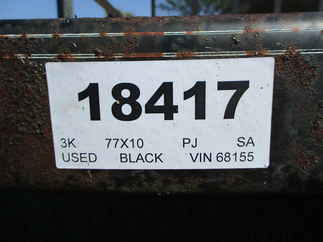 18417
3K 77X10 PJ SA
USED BLACK VIN 68155